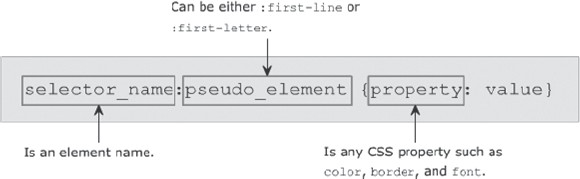 Can be either :first-line or
:first-letter.
selector_name:pseudo_element {property: value}
Is an element name.
Is any CSS property such as
color, border, and font.